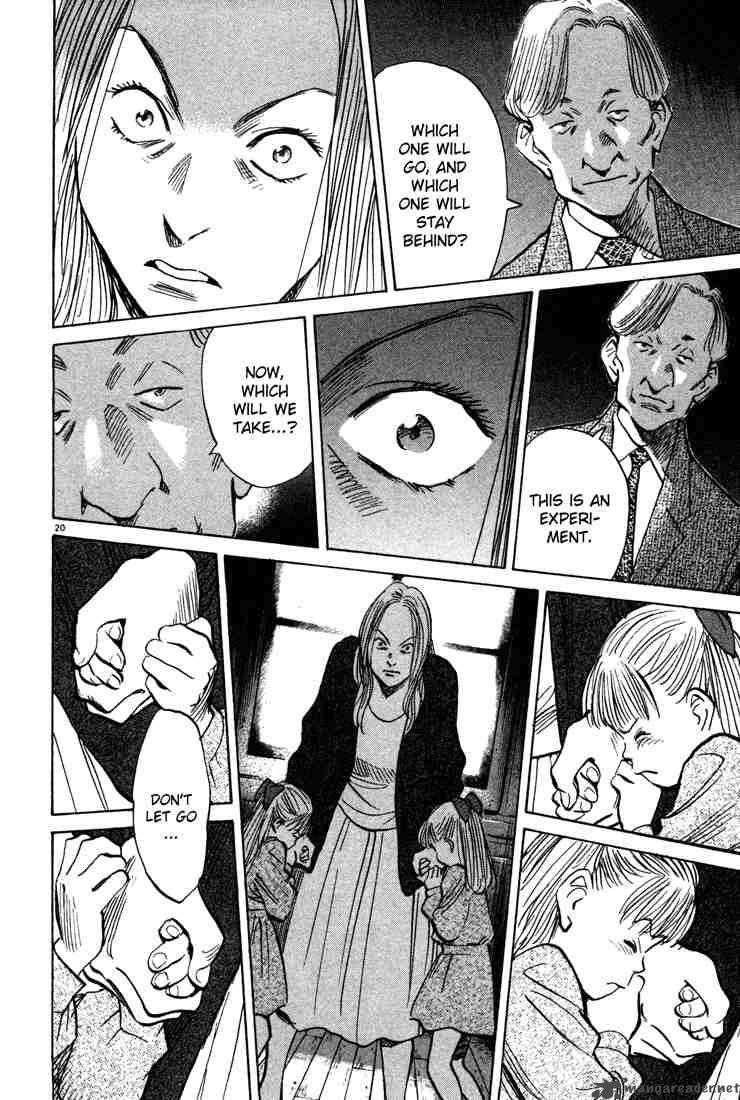 WHICH
ONE WILL
GO, AND
WHICH
ONE WILL
STAY
BEHIND?
THIS IS AN
EXPERI-
MENT.
NOW,
WHICH
WILL WE
TAKE...?
20
DON'T
LET GO
...
mangareader.net